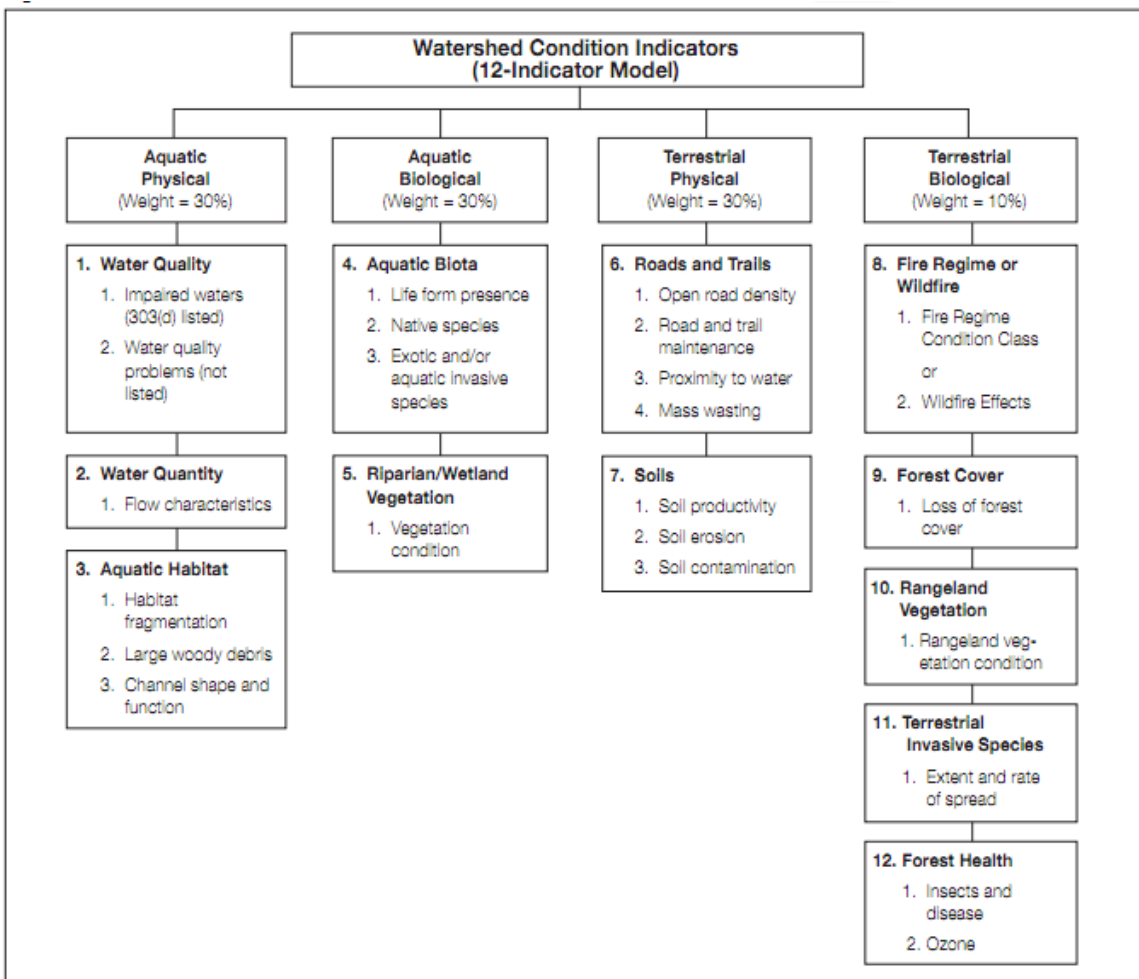 Watershed Condition Indicators
(12-Indicator Model)
Aquatic
Physical
(Weight = 30%)
Aquatic
Biological
(Weight = 30%)
Terrestrial
Physical
(Weight = 30%)
Terrestrial
Biological
(Weight = 10%)
1. Water Quality
1. Impaired waters
(303(d) listed)
2. Water quality
problems (not
listed)
2. Water Quantity
1. Flow characteristics
3. Aquatic Habitat
1. Habitat
fragmentation
2. Large woody debris
3. Channel shape and
function
4. Aquatic Biota
1. Life form presence
2. Native species
3. Exotic and/or
aquatic invasive
species
5. Riparian/Wetland
Vegetation
1. Vegetation
condition
6. Roads and Trails
1. Open road density
2. Road and trail
maintenance
3. Proximity to water
4. Mass wasting
7. Soils
1. Soil productivity
2. Soil erosion
3. Soil contamination
8. Fire Regime or
Wildfire
1. Fire Regime
Condition Class
or
2. Wildfire Effects
9. Forest Cover
1. Loss of forest
cover
10. Rangeland
Vegetation
1. Rangeland veg-
etation condition
11. Terrestrial
Invasive Species
1. Extent and rate
of spread
12. Forest Health
1. Insects and
disease
2. Ozone